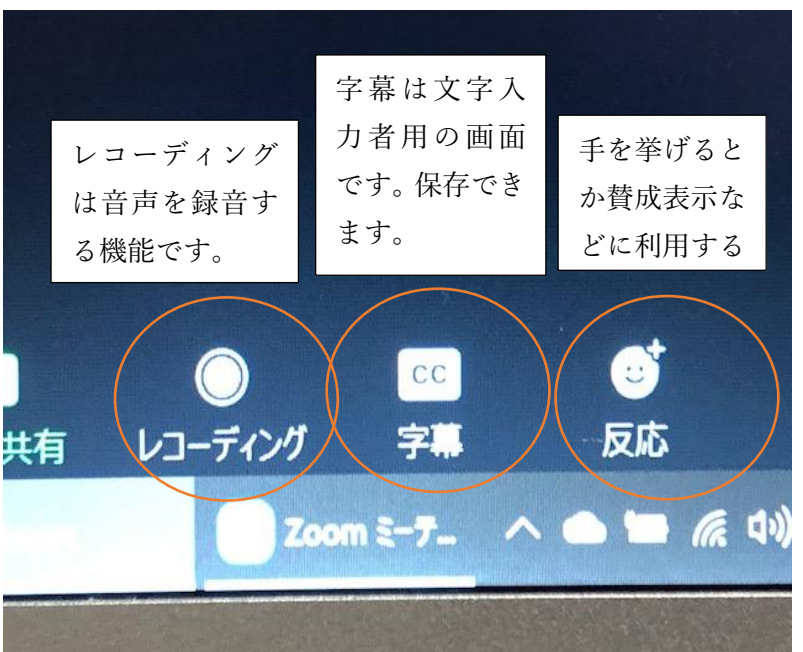 レコーディング
は音声を録音す
る機能です。
字幕は文字入
力者用の画面
です。保存でき
ます。
手を挙げると
か賛成表示な
どに利用する
共有
レコーディング
CC
字幕
反応
Zoom ミーテ...